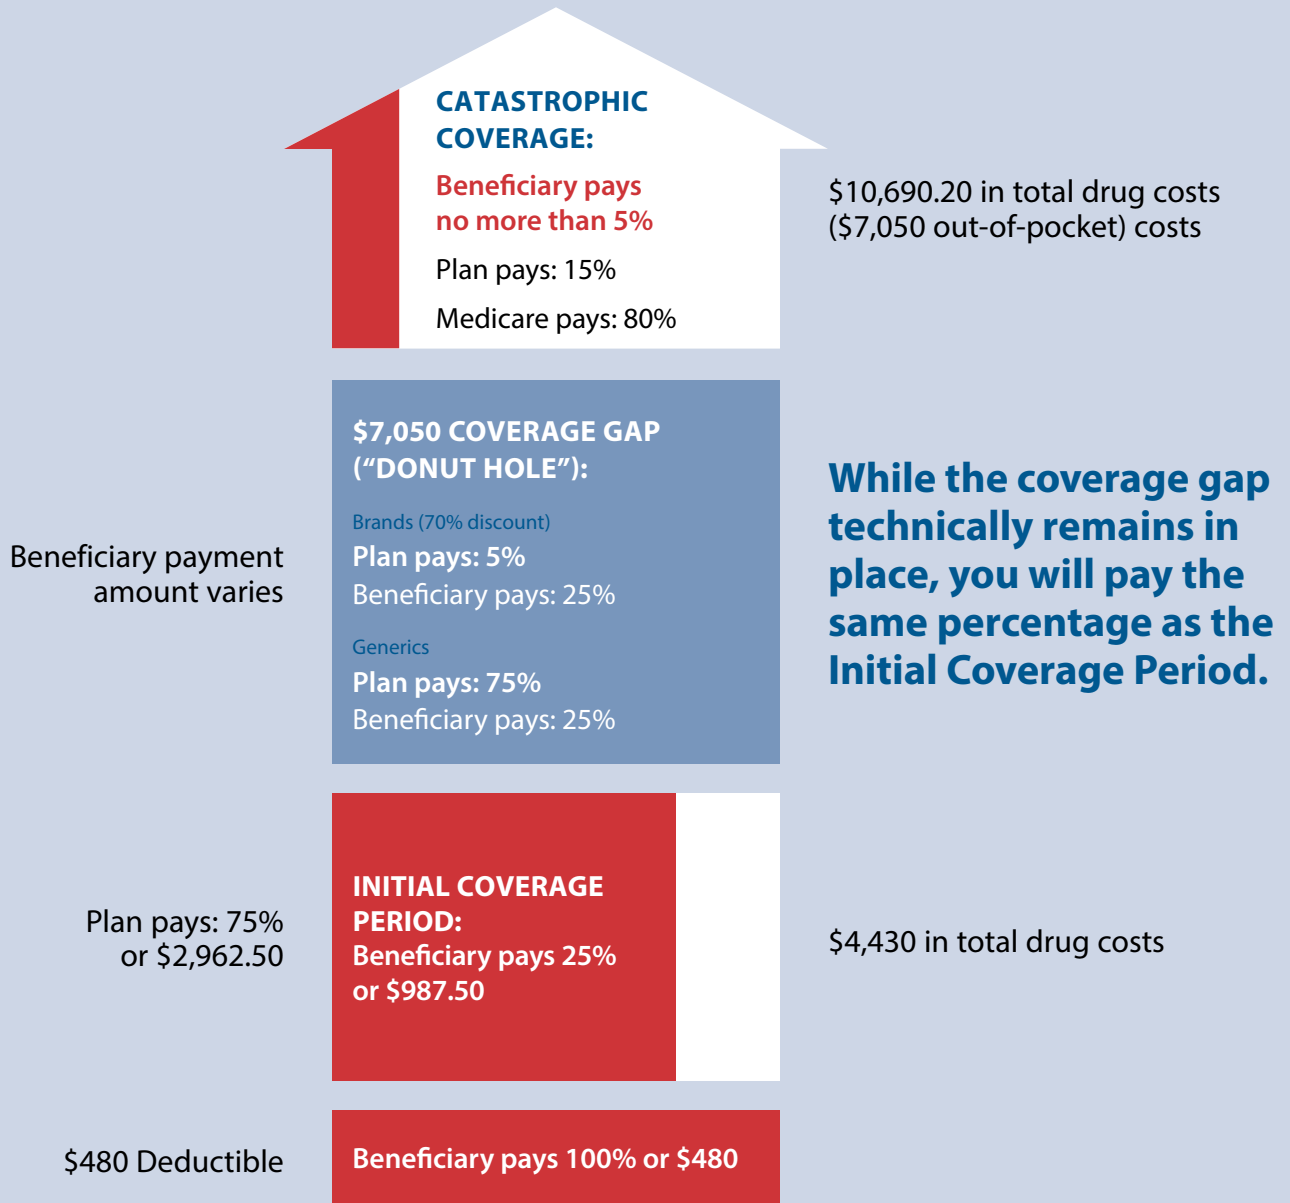 CATASTROPHIC
COVERAGE:
Beneficiary pays
no more than 5%
Plan pays: 15%
Medicare pays: 80%
$10,690.20 in total drug costs
($7,050 out-of-pocket) costs
Beneficiary payment
amount varies
$7,050 COVERAGE GAP
(“DONUT HOLE”):
Brands (70% discount)
Plan pays: 5%
Beneficiary pays: 25%
Generics
Plan pays: 75%
Beneficiary pays: 25%
While the coverage gap
technically remains in
place, you will pay the
same percentage as the
Initial Coverage Period.
Plan pays: 75%
or $2,962.50
INITIAL COVERAGE
PERIOD:
Beneficiary pays 25%
or $987.50
$4,430 in total drug costs
$480 Deductible
Beneficiary pays 100% or $480